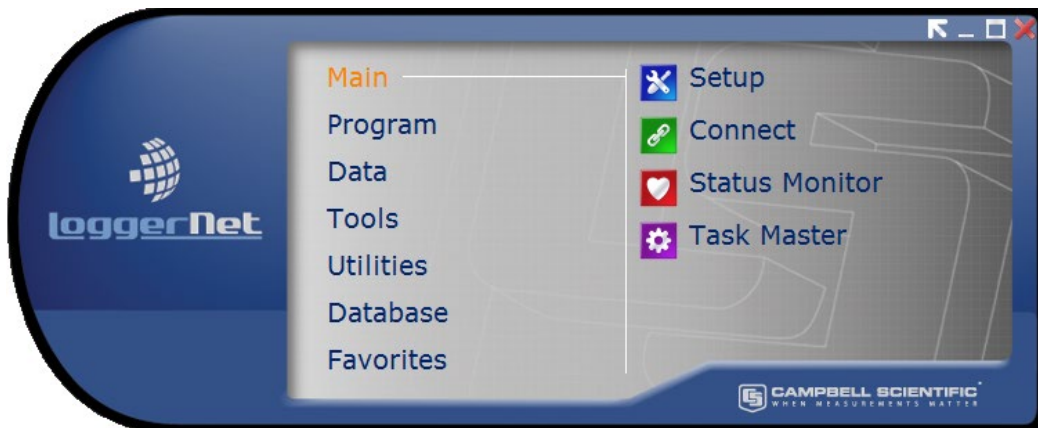 LoggerNet
Main
Program
Data
Tools
Utilities
Database
Favorites
Setup
Connect
Status Monitor
Task Master
CAMPBELL SCIENTIFIC
WHEN MEASUREMENTS MATTER